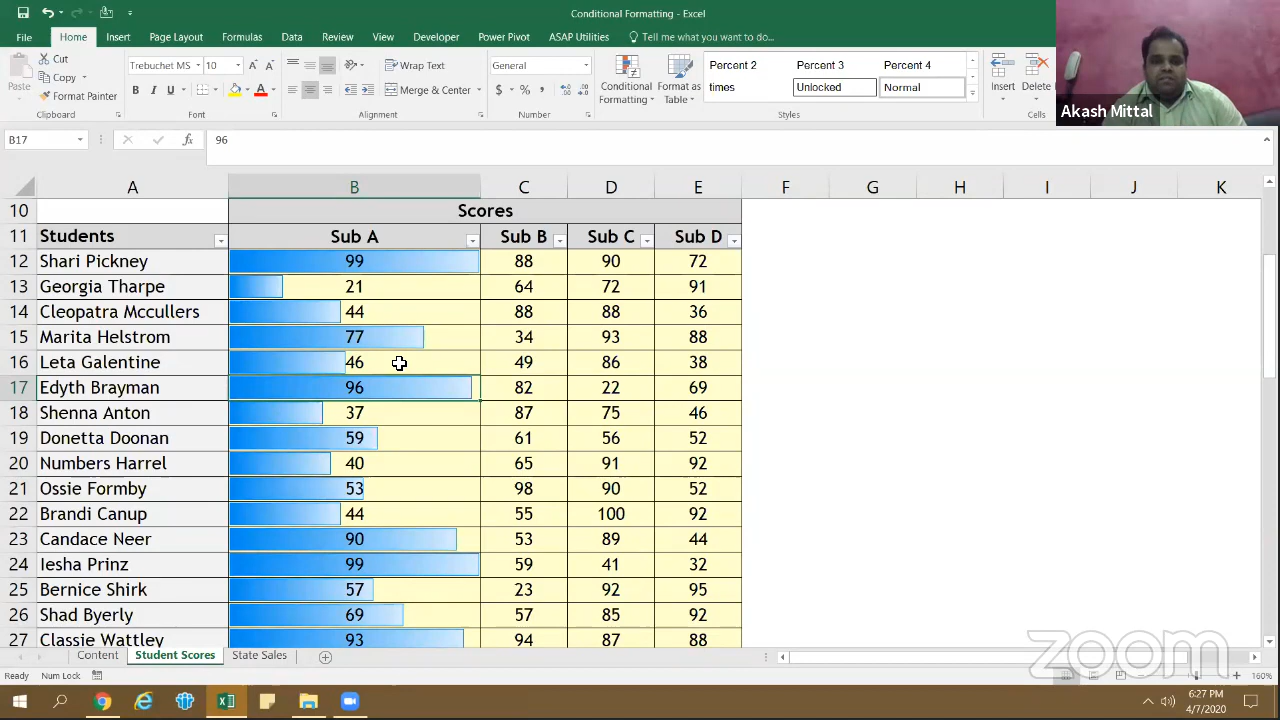 Conditional Formatting - Excel
File Home Insert Page Layout Formulas Data Review View Developer Power Pivot ASAP Utilities Tell me what you want to do...
Paste
Cut
Copy
Format Painter
Clipboard
Trebuchet MS 10
B I U
Font
Wrap Text
Merge & Center
Alignment
General
$ % ,
Number
Conditional Formatting
Format as Table
Percent 2 Percent 3 Percent 4
times Unlocked Normal
Styles
Insert Delete
Cells
Akash Mittal
B17 fx 96
A B C D E F G H I J K
10 Scores
11 Students Sub A Sub B Sub C Sub D
12 Shari Pickney 99 88 90 72
13 Georgia Tharpe 21 64 72 91
14 Cleopatra Mccullers 44 88 88 36
15 Marita Helstrom 77 34 93 88
16 Leta Galentine 46 49 86 38
17 Edyth Brayman 96 82 22 69
18 Shenna Anton 37 87 75 46
19 Donetta Doonan 59 61 56 52
20 Numbers Harrel 40 65 91 92
21 Ossie Formby 53 98 90 52
22 Brandi Canup 44 55 100 92
23 Candace Neer 90 53 89 44
24 Iesha Prinz 99 59 41 32
25 Bernice Shirk 57 23 92 95
26 Shad Byerly 69 57 85 92
27 Classie Wattley 93 94 87 88
zoom
Content Student Scores State Sales
Ready Num Lock 160%
6:27 PM
4/7/2020